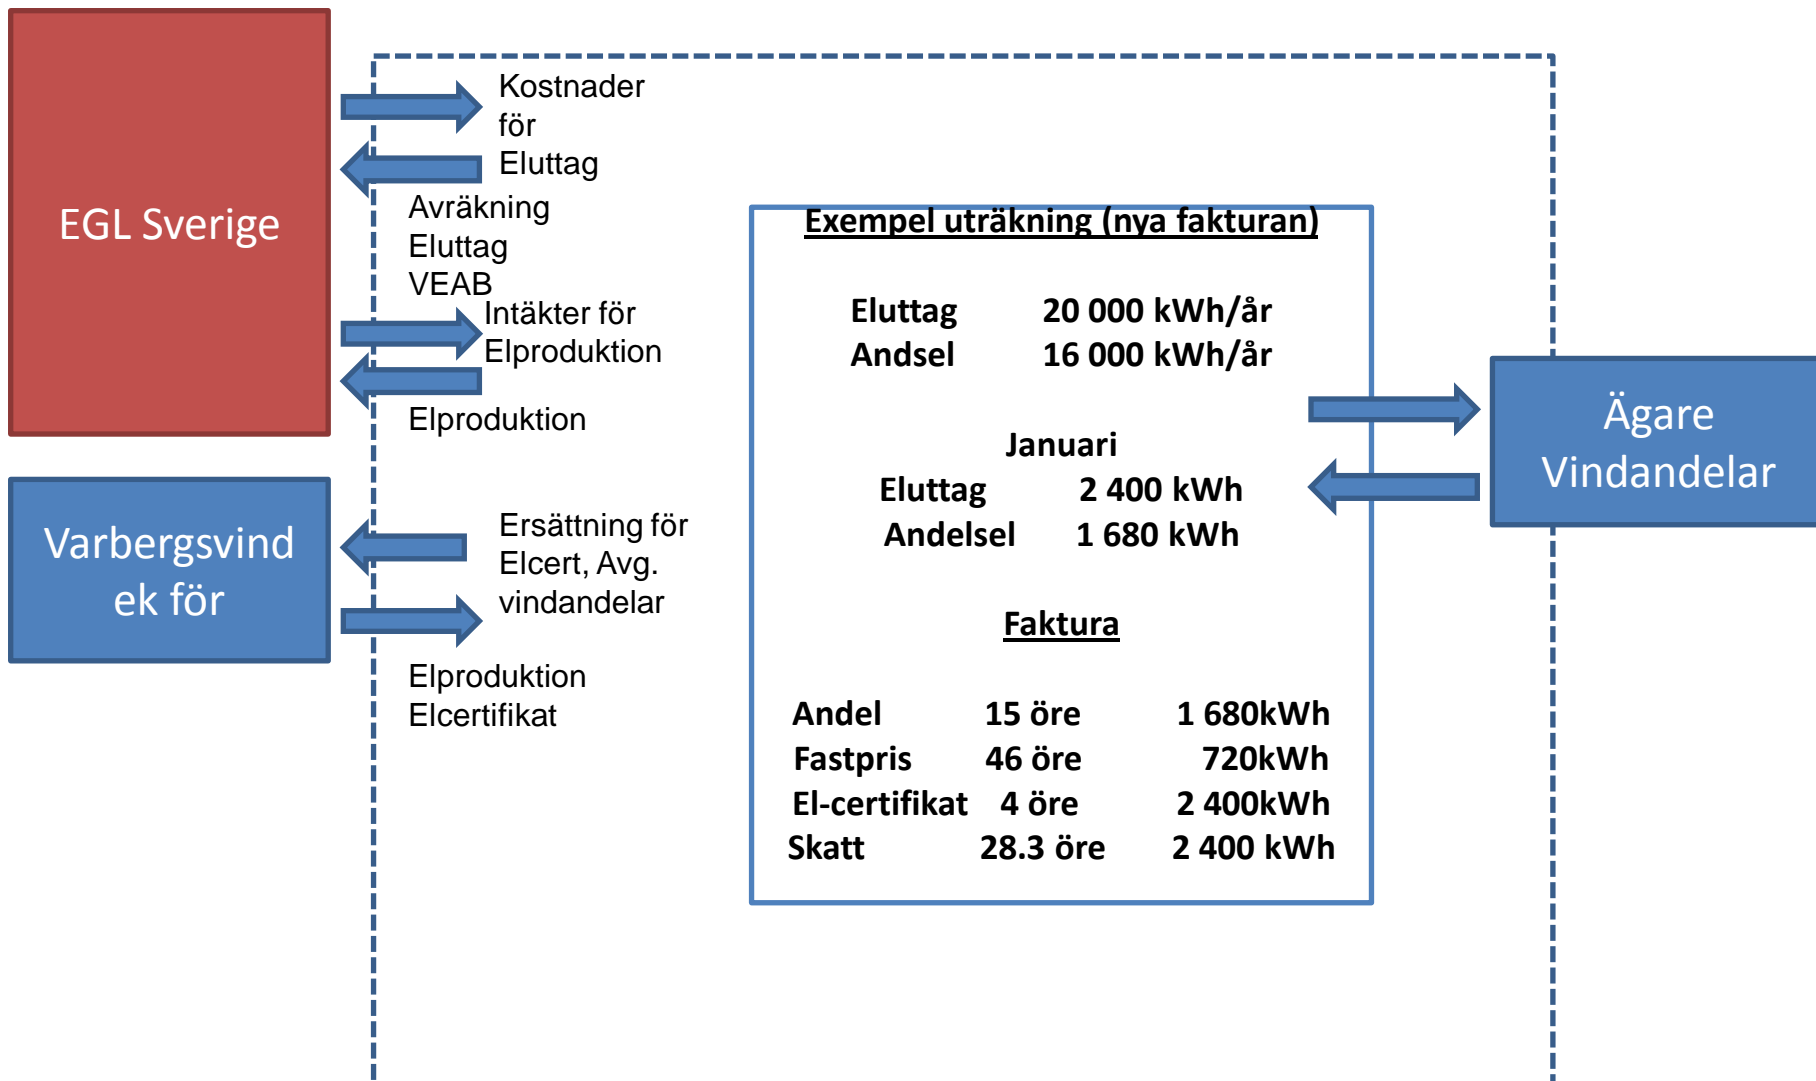 EGL Sverige
Kostnader
för
Eluttag
Avräkning
Eluttag
VEAB
Intäkter för
Elproduktion
Elproduktion
Varbergsvind
ek för
Ersättning för
Elcert, Avg.
vindandelar
Elproduktion
Elcertifikat
Exempel uträkning (nya fakturan)
Eluttag 20 000 kWh/år
Andsel 16 000 kWh/år
Januari
Eluttag 2 400 kWh
Andelsel 1 680 kWh
Faktura
Andel 15 öre 1 680kWh
Fastpris 46 öre 720kWh
El-certifikat 4 öre 2 400kWh
Skatt 28.3 öre 2 400 kWh
Ägare
Vindandelar